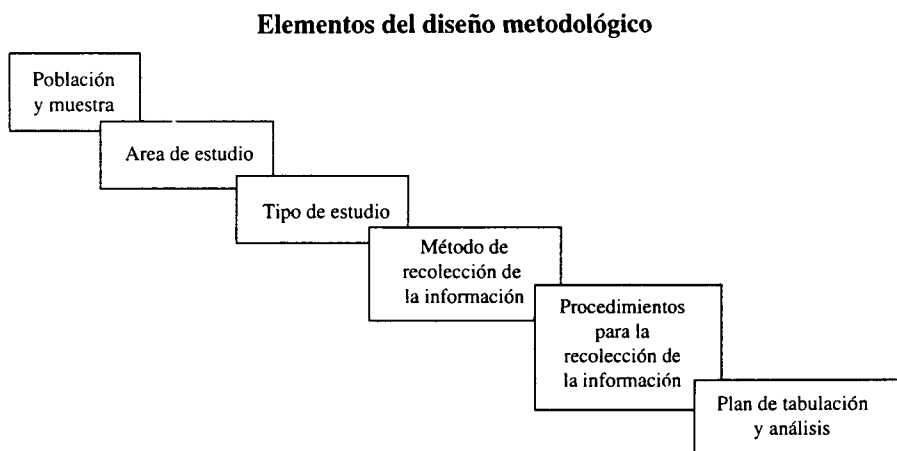 Elementos del diseño metodológico
Población
y muestra
Area de estudio
Tipo de estudio
Método de
recolección de
la información
Procedimientos
para la
recolección de
la información
Plan de tabulación
y análisis